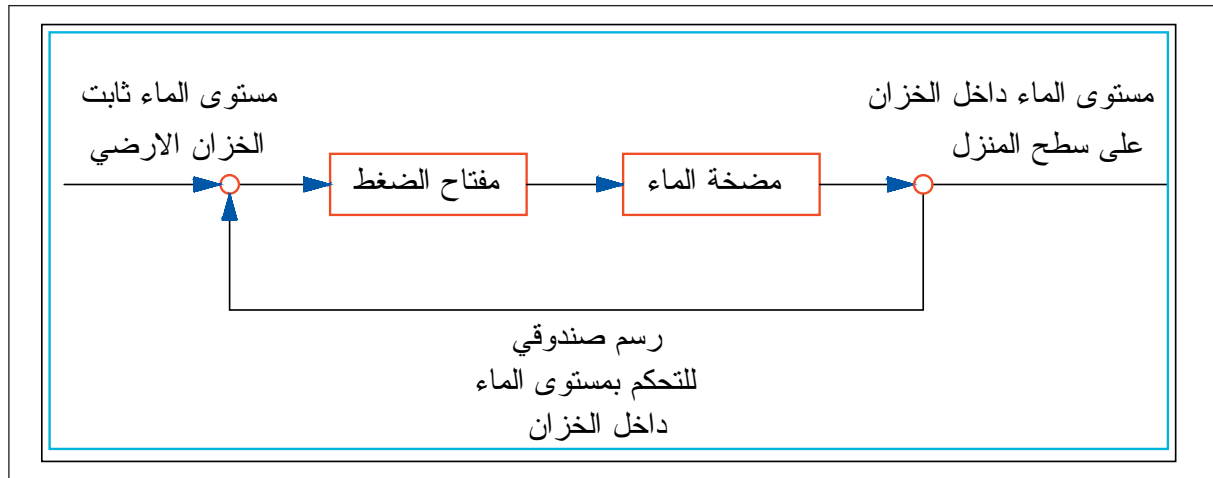 مستوى الماء داخل الخزان
على سطح المنزل
مستوى الماء ثابت
الخزان الارضي
مفتاح الضغط
مضخة الماء
رسم صندوقي
للتحكم بمستوى الماء
داخل الخزان